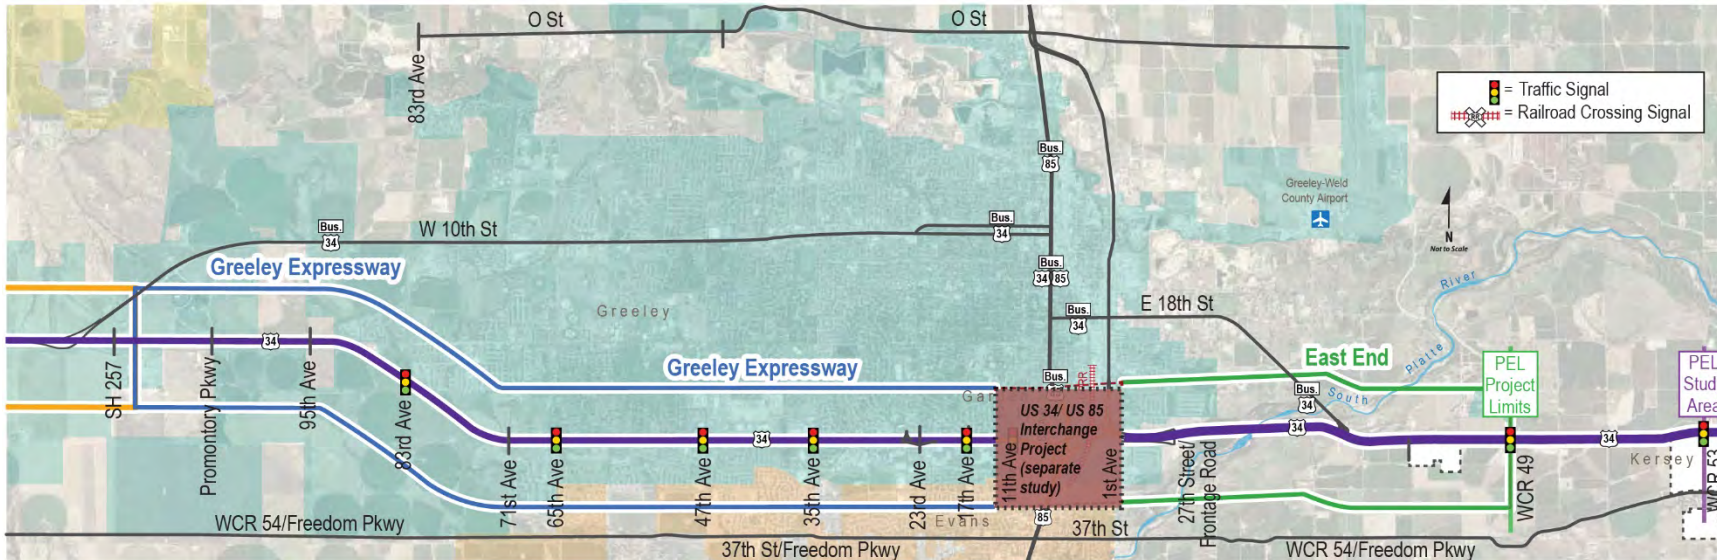 O St
O St
83rd Ave
= Traffic Signal
= Railroad Crossing Signal
Bus.
85
Greeley-Weld
County Airport
N
Not to Scale
Bus.
34
W 10th St
Bus.
34
Greeley Expressway
Bus.
34 85
River
Platte
South
Bus.
34
E 18th St
Greeley
34
SH 257
Promontory Pkwy
95th Ave
83rd Ave
Greeley Expressway
Bus.
RR
East End
PEL
Project
Limits
PEL
Stud
Area
Gar
US 34/ US 85
Interchange
Project
(separate
study)
11th Ave
1st Ave
Bus.
34
71st Ave
65th Ave
47th Ave
34
35th Ave
23rd Ave
17th Ave
27th Street/
Frontage Road
34
WCR 49
34
Kersey
WCR 53
WCR 54/Freedom Pkwy
Evans
85
37th St
37th St/Freedom Pkwy
WCR 54/Freedom Pkwy